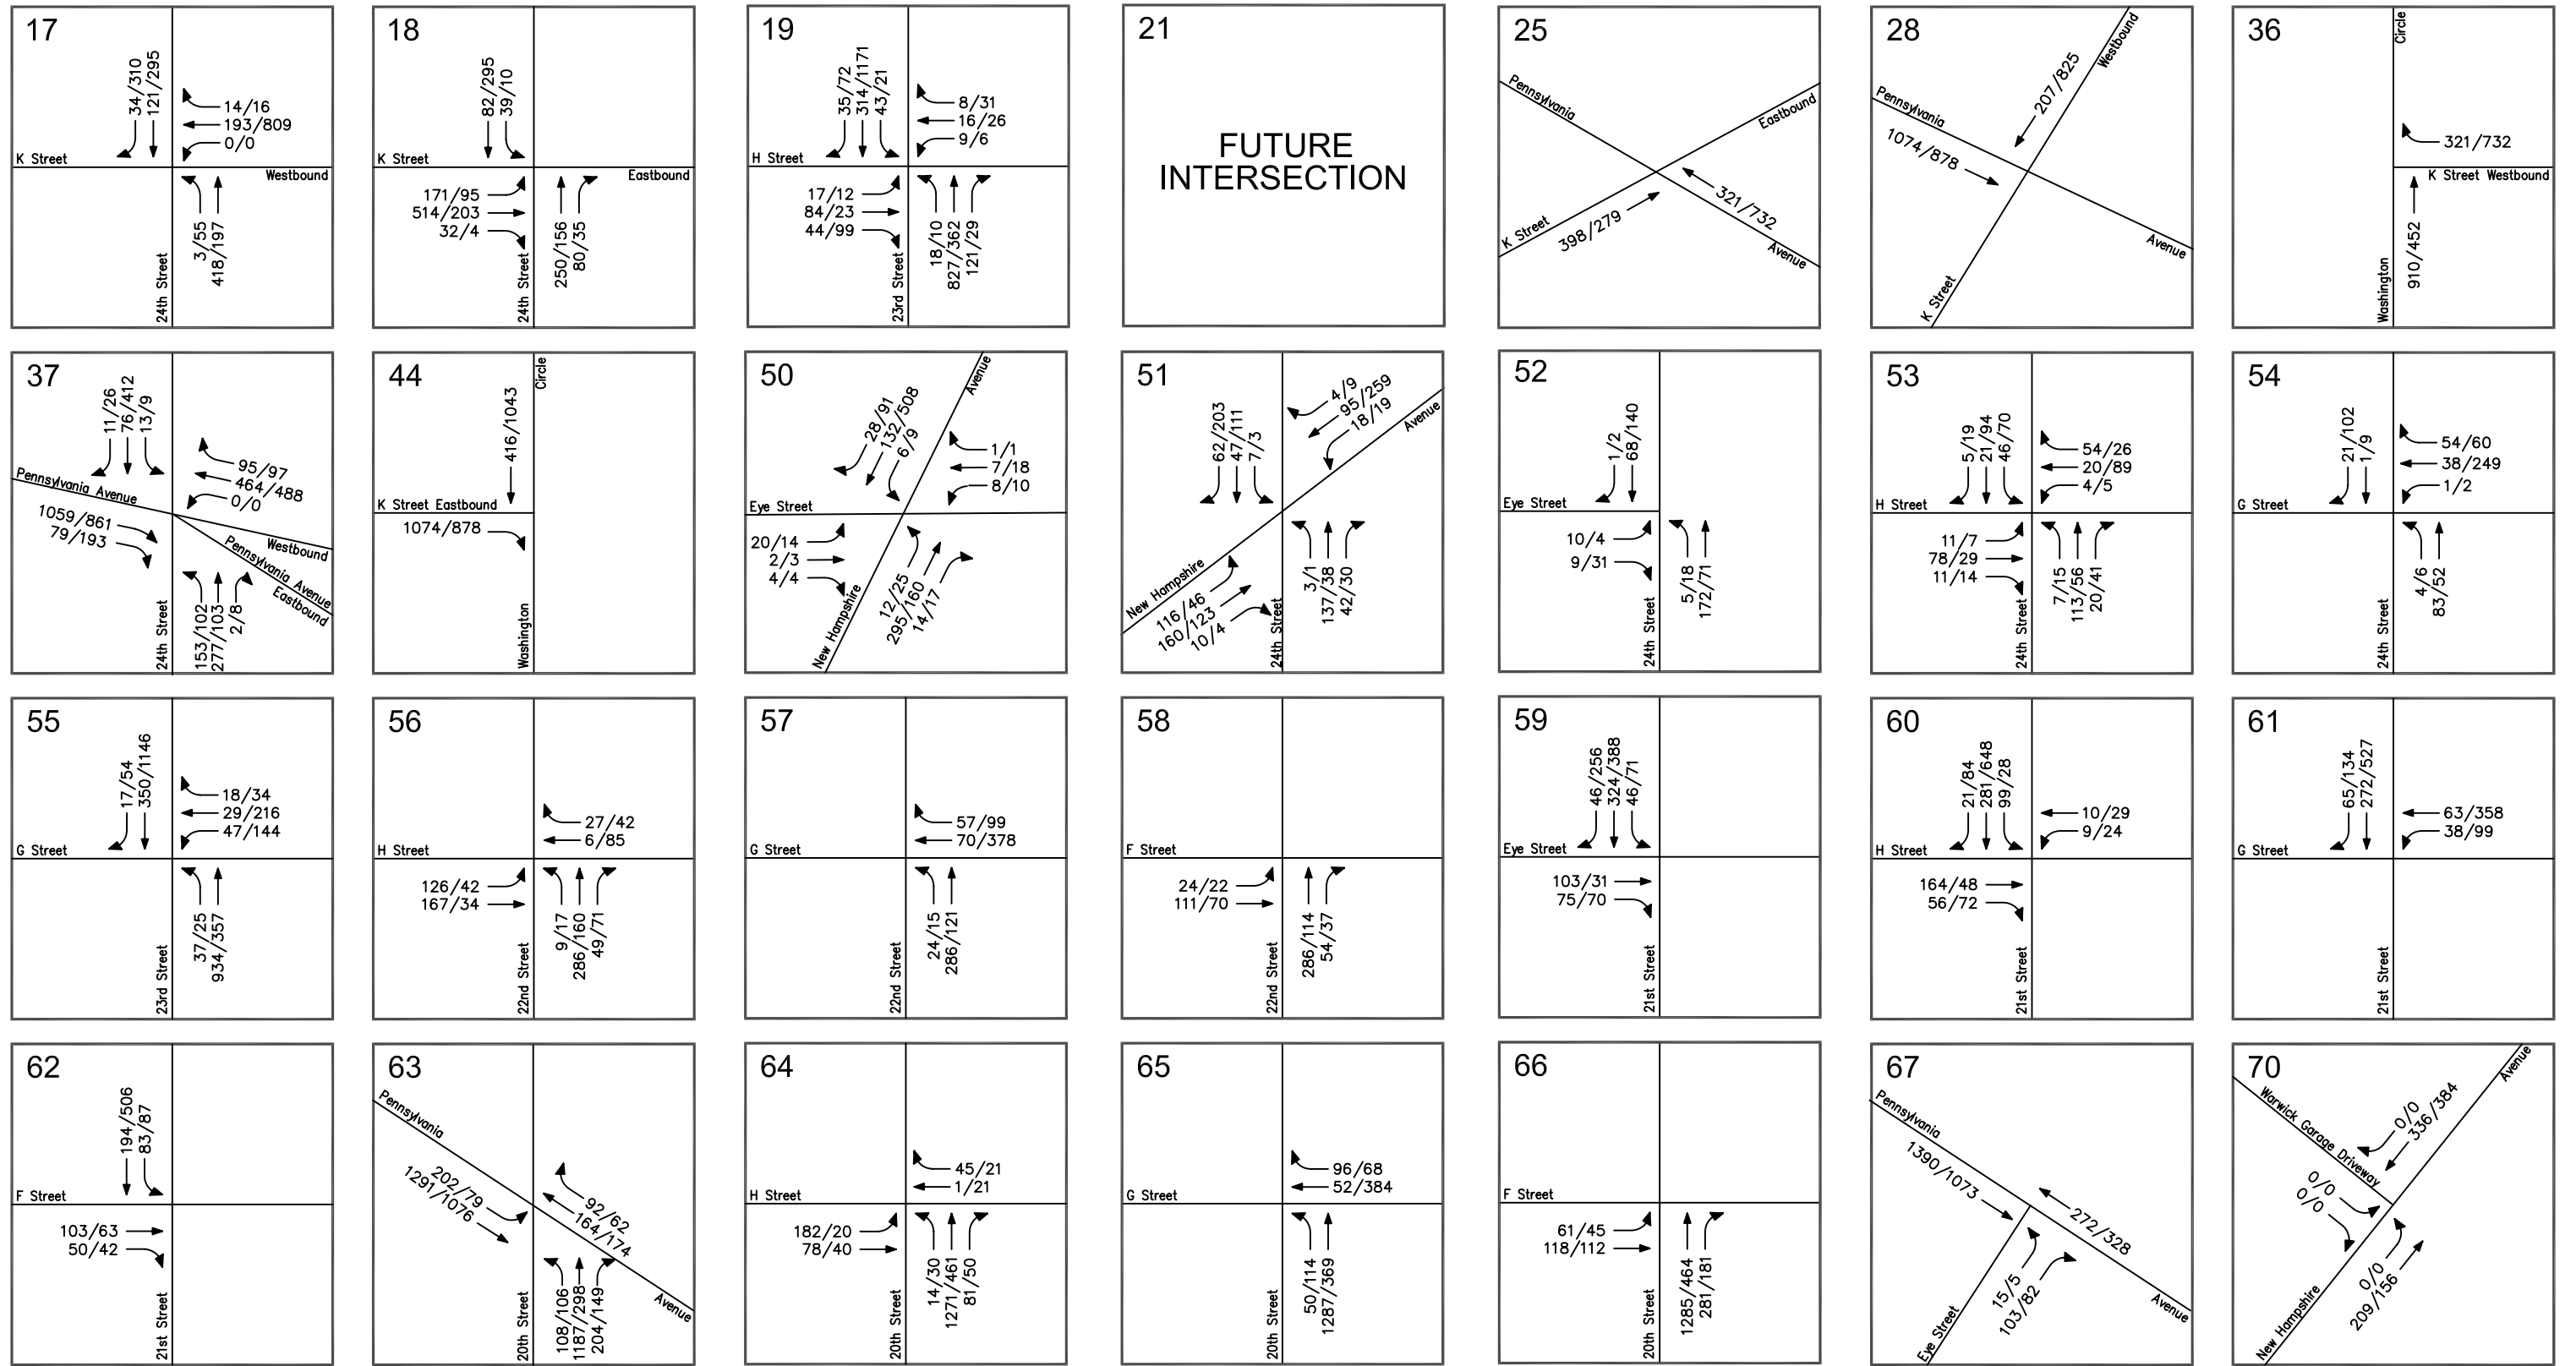 17
34/310
121/295
14/16
193/809
0/0
K Street
Westbound
3/55
418/197
24th Street
18
82/295
39/10
K Street
Eastbound
171/95
514/203
32/4
250/156
80/35
24th Street
19
35/72
314/1171
43/21
8/31
16/26
9/6
H Street
17/12
84/23
44/99
18/10
827/362
121/29
23rd Street
21
FUTURE
INTERSECTION
25
Pennsylvania
Eastbound
K Street
398/279
321/732
Avenue
28
Westbound
207/825
Pennsylvania
1074/878
Avenue
K Street
36
Circle
321/732
K Street Westbound
910/452
Washington
37
11/26
76/412
13/9
95/97
464/488
0/0
Pennsylvania Avenue
1059/861
79/193
Westbound
Pennsylvania Avenue
Eastbound
153/102
277/103
2/8
24th Street
44
Circle
416/1043
K Street Eastbound
1074/878
Washington
50
Avenue
28/91
132/508
6/9
1/1
7/18
8/10
Eye Street
20/14
2/3
4/4
12/25
295/160
14/17
New Hampshire
51
4/9
95/259
18/19
Avenue
62/203
47/111
7/3
New Hampshire
116/46
160/123
10/4
3/1
137/38
42/30
24th Street
52
1/2
68/140
Eye Street
10/4
9/31
5/18
172/71
24th Street
53
5/19
21/94
46/70
54/26
20/89
4/5
H Street
11/7
78/29
11/14
7/15
113/56
20/41
24th Street
54
21/102
1/9
54/60
38/249
1/2
G Street
4/6
83/52
24th Street
55
17/54
350/1146
18/34
29/216
47/144
G Street
37/25
934/357
23rd Street
56
27/42
6/85
H Street
126/42
167/34
9/17
286/160
49/71
22nd Street
57
57/99
70/378
G Street
24/15
286/121
22nd Street
58
F Street
24/22
111/70
286/114
54/37
22nd Street
59
46/256
324/388
46/71
Eye Street
103/31
75/70
21st Street
60
21/84
281/648
99/28
10/29
9/24
H Street
164/48
56/72
21st Street
61
65/134
272/527
63/358
38/99
G Street
21st Street
62
194/506
83/87
F Street
103/63
50/42
21st Street
63
Pennsylvania
202/79
1291/1076
92/62
164/174
Avenue
108/106
1187/298
204/149
20th Street
64
45/21
1/21
H Street
182/20
78/40
14/30
1271/461
81/50
20th Street
65
96/68
52/384
G Street
50/114
1287/369
20th Street
66
F Street
61/45
118/112
1285/464
281/181
20th Street
67
Pennsylvania
1390/1073
272/328
Avenue
15/5
103/82
Eye Street
70
Avenue
0/0
336/384
Warwick Garage Driveway
0/0
0/0
0/0
209/156
New Hampshire